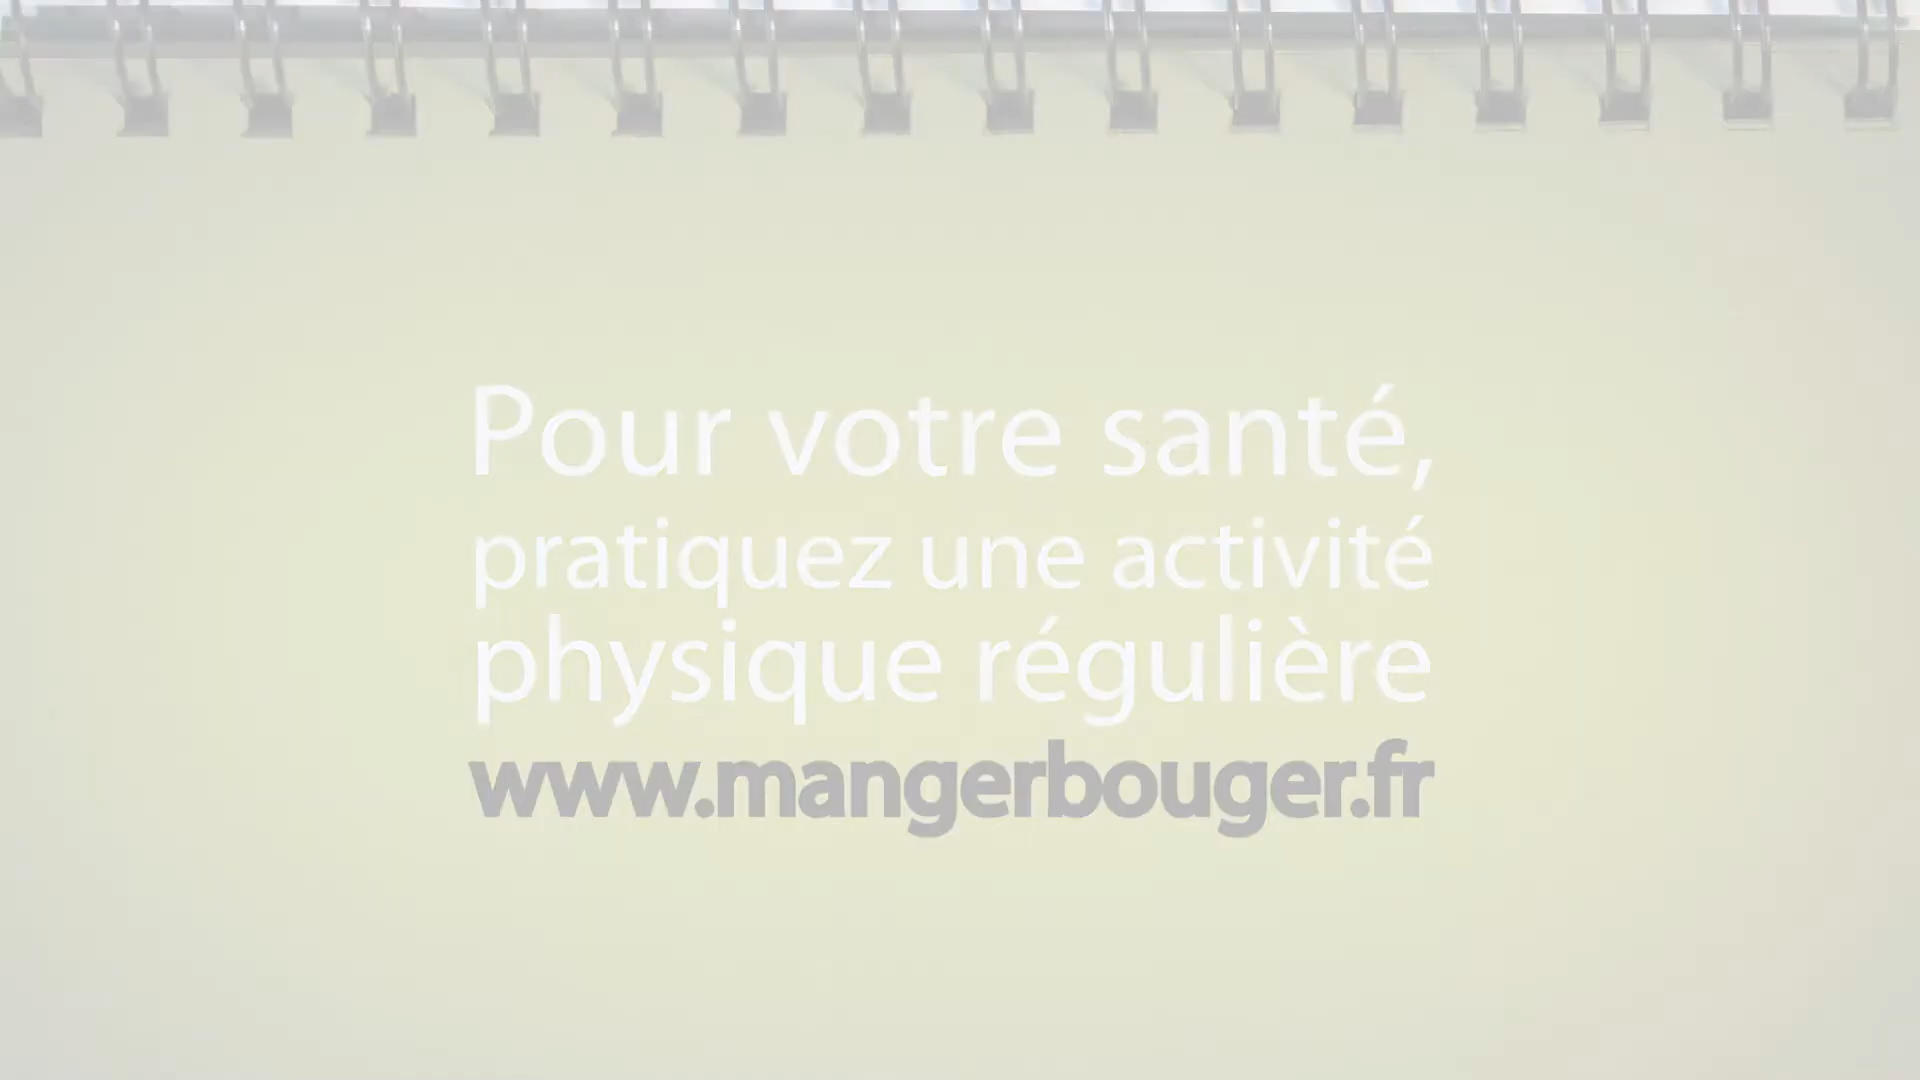 Pour votre santé,
pratiquez une activité
physique régulière
www.mangerbouger.fr